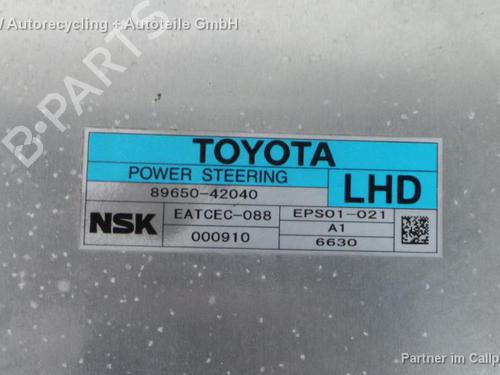 / Autorecycling + Autoteile GmbH
B-PARTS
TOYOTA
POWER STEERING
89650-42040
LHD
NSK
EATCEC-088
EPS01-021
000910
A1
6630
Partner im Callp